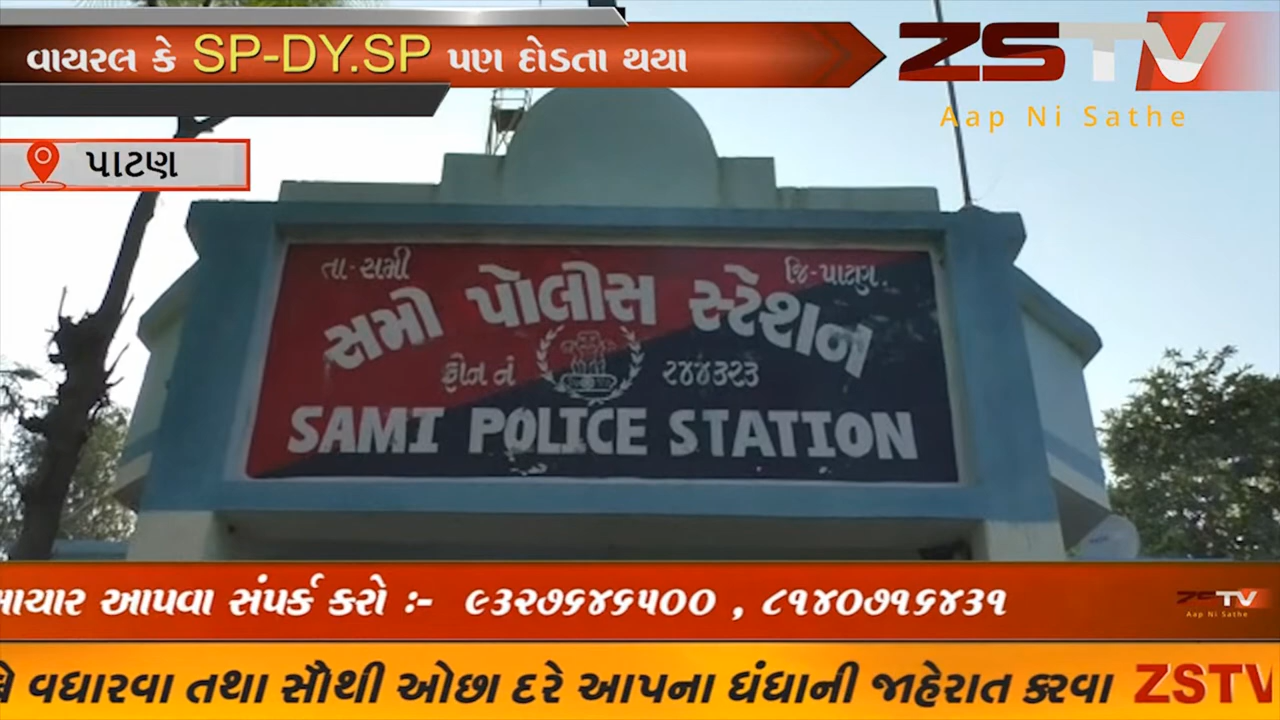 વાયરલ કે SP-DY.SP પણ દોડતા થયા
ZSTV
Aap Ni Sathe
પાટણ
તા-સમી
જિ-પાટણ.
સમી પોલીસ સ્ટેશન
ફોન નં ૨૪૪૩૨૩
SAMI POLICE STATION
આપવા સંપર્ક કરો :- ૯૩૨૭૬૪૬૫૦૦ , ૮૧૪૦૭૧૬૪૩૧
ZSTV
Aap Ni Sathe
વધારવા તથા સૌથી ઓછા દરે આપના ધંધાની જાહેરાત કરવા ZSTV